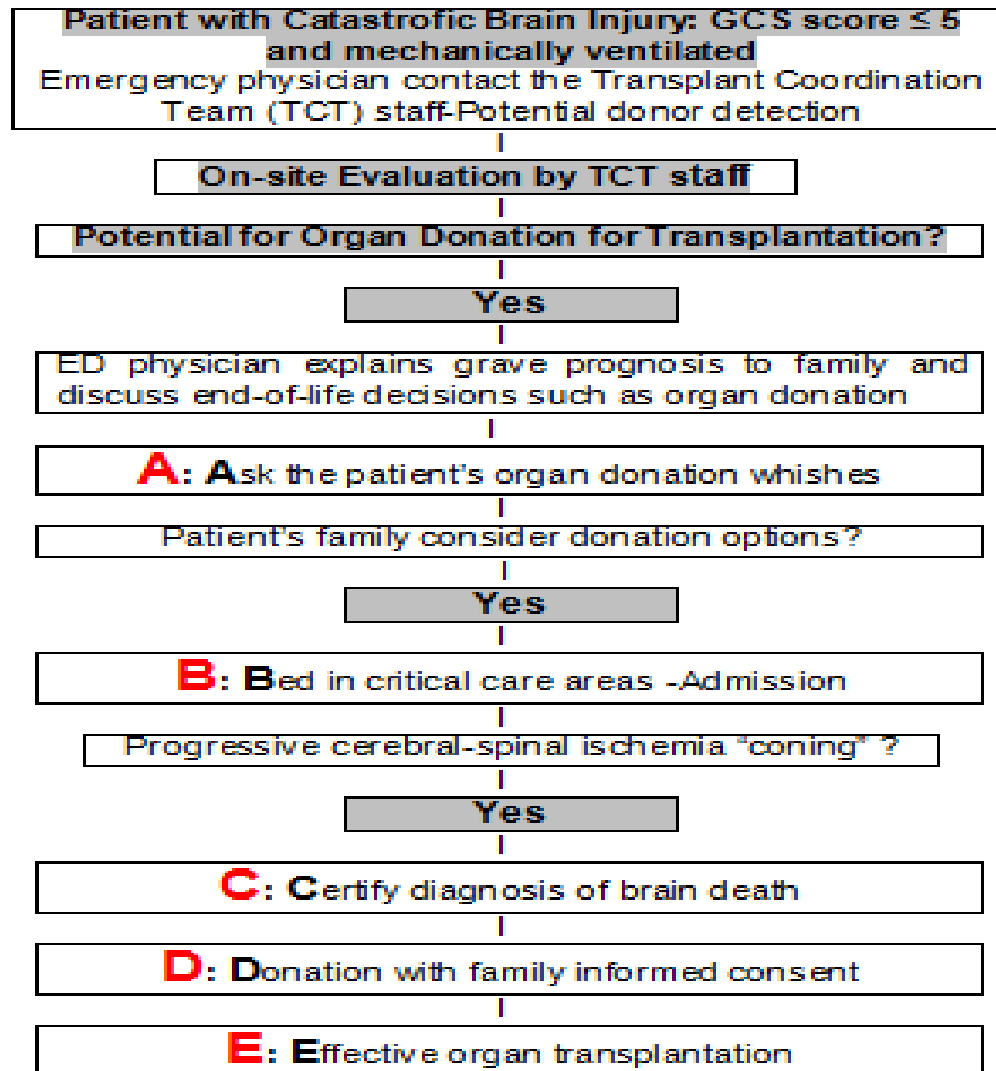 Patient with Catastrofic Brain Injury: GCS score ≤ 5
and mechanically ventilated
Emergency physician contact the Transplant Coordination
Team (TCT) staff-Potential donor detection
On-site Evaluation by TCT staff
Potential for Organ Donation for Transplantation?
Yes
ED physician explains grave prognosis to family and
discuss end-of-life decisions such as organ donation
A: Ask the patient's organ donation whishes
Patient's family consider donation options?
Yes
B: Bed in critical care areas -Admission
Progressive cerebral-spinal ischemia "coning" ?
Yes
C: Certify diagnosis of brain death
D: Donation with family informed consent
E: Effective organ transplantation